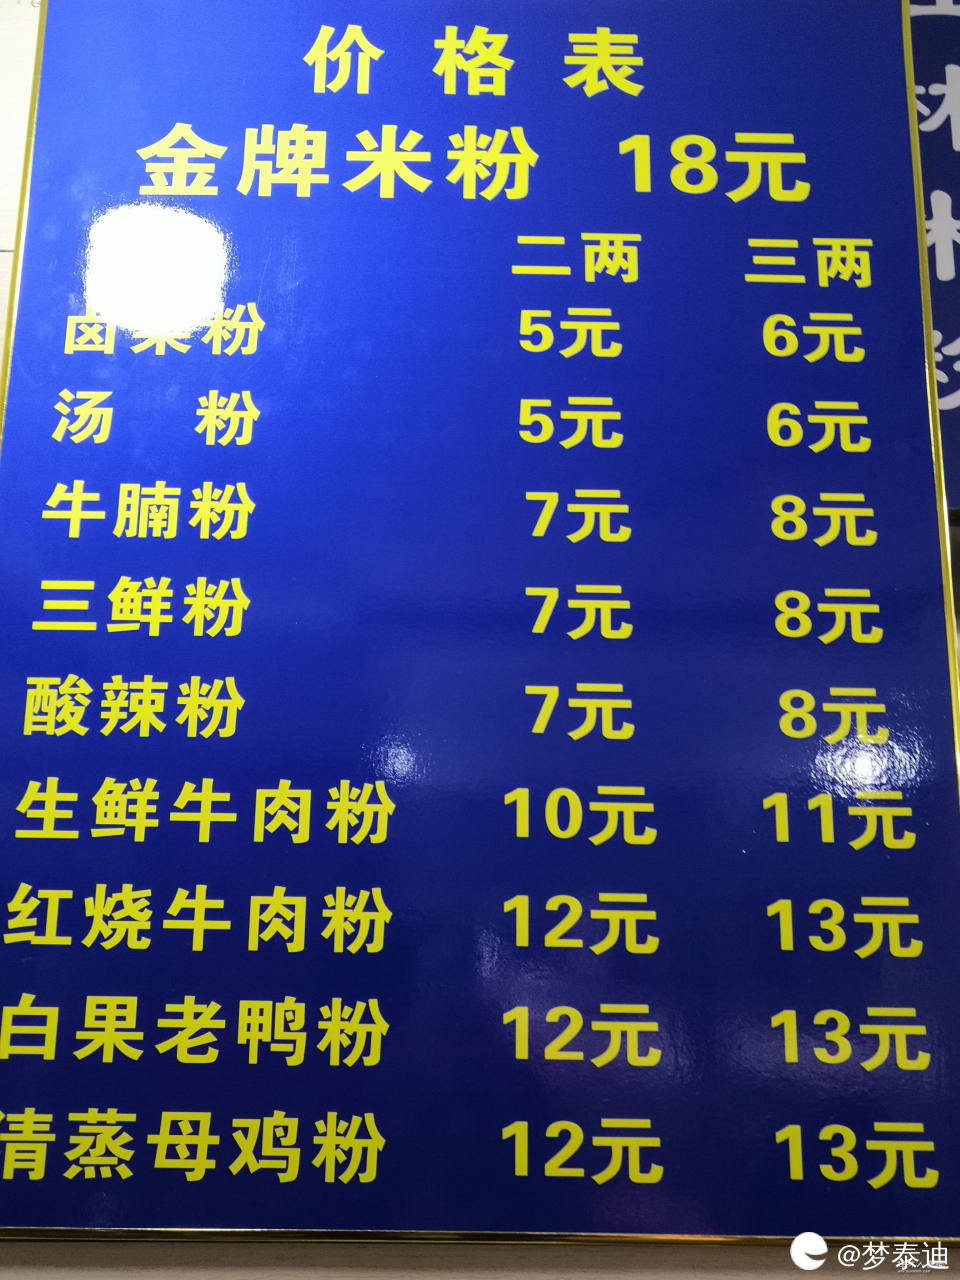 价格表
金牌米粉 18元
二两 三两
卤菜粉 5元 6元
汤 粉 5元 6元
牛腩粉 7元 8元
三鲜粉 7元 8元
酸辣粉 7元 8元
生鲜牛肉粉 10元 11元
红烧牛肉粉 12元 13元
白果老鸭粉 12元 13元
清蒸母鸡粉 12元 13元
@梦泰迪